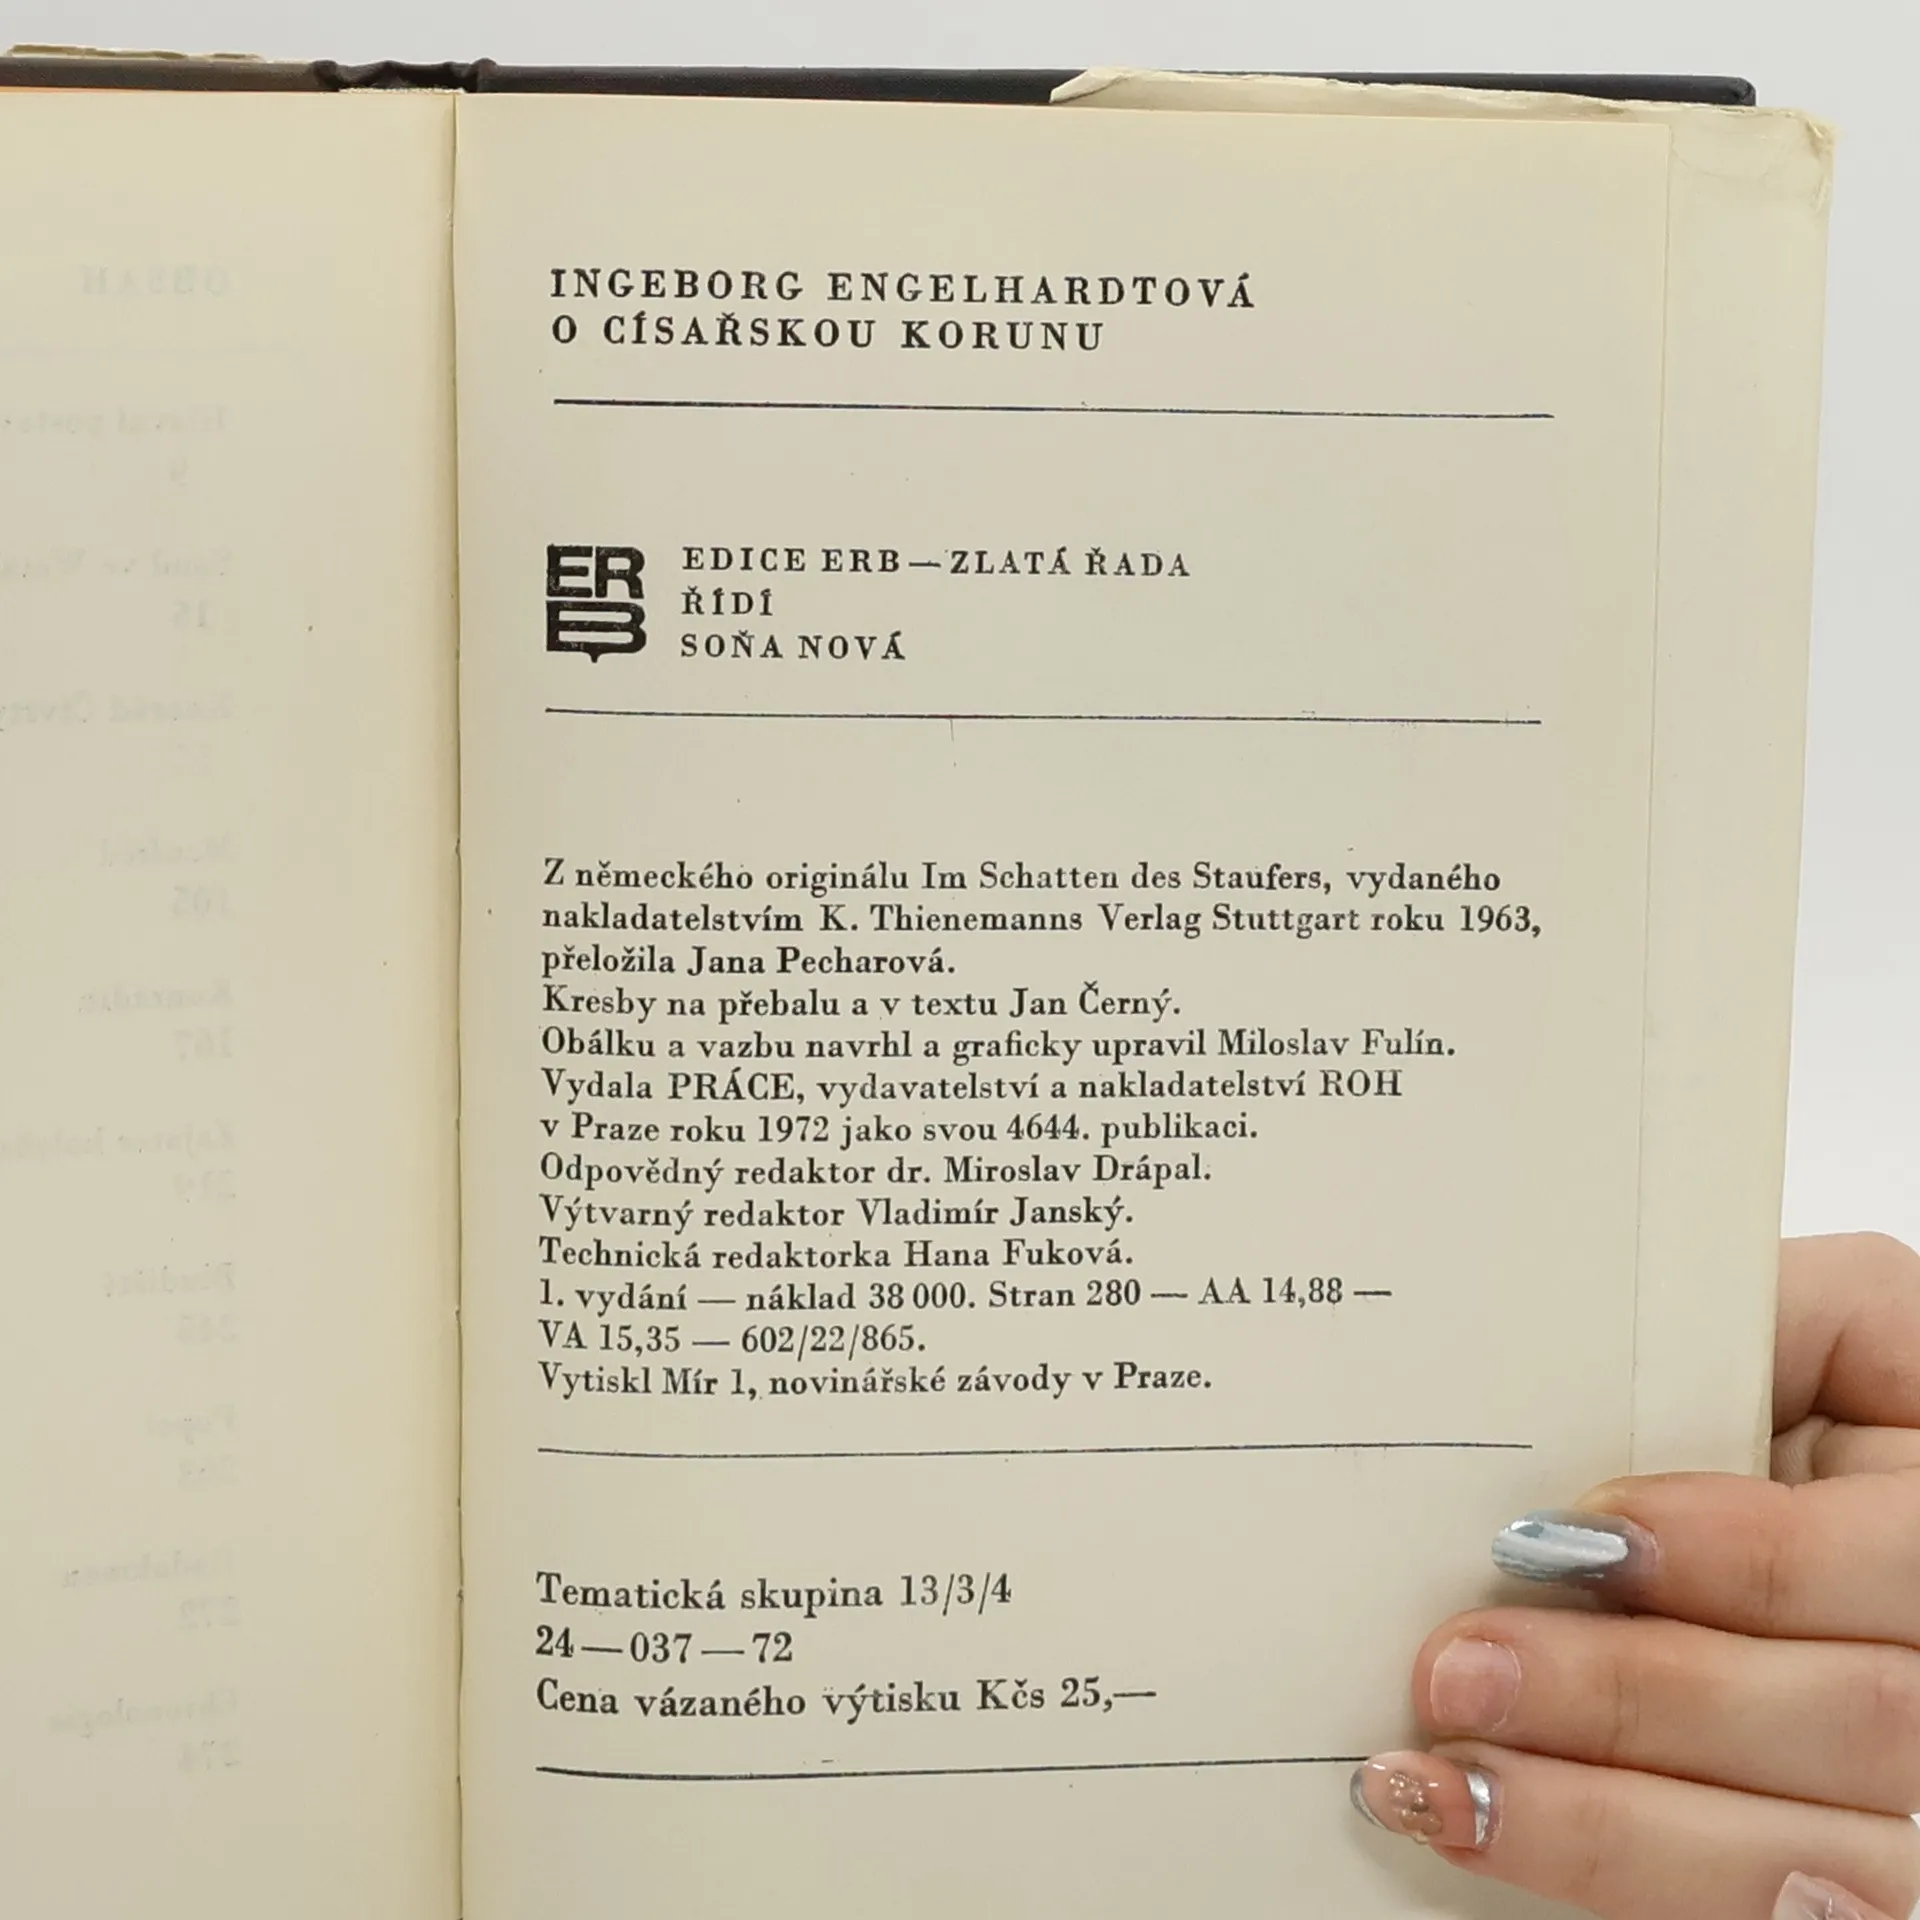 INGEBORG ENGELHARDTOVÁ
O CÍSAŘSKOU KORUNU
ERB
EDICE ERB — ZLATÁ ŘADA
ŘÍDÍ
SOŇA NOVÁ
Z německého originálu Im Schatten des Staufers, vydaného
nakladatelstvím K. Thienemanns Verlag Stuttgart roku 1963,
přeložila Jana Pecharová.
Kresby na přebalu a v textu Jan Černý.
Obálku a vazbu navrhl a graficky upravil Miloslav Fulín.
Vydala PRÁCE, vydavatelství a nakladatelství ROH
v Praze roku 1972 jako svou 4644. publikaci.
Odpovědný redaktor dr. Miroslav Drápal.
Výtvarný redaktor Vladimír Janský.
Technická redaktorka Hana Fuková.
1. vydání — náklad 38 000. Stran 280 — AA 14,88 —
VA 15,35 — 602/22/865.
Vytiskl Mír 1, novinářské závody v Praze.
Tematická skupina 13/3/4
24 — 037 — 72
Cena vázaného výtisku Kčs 25,—